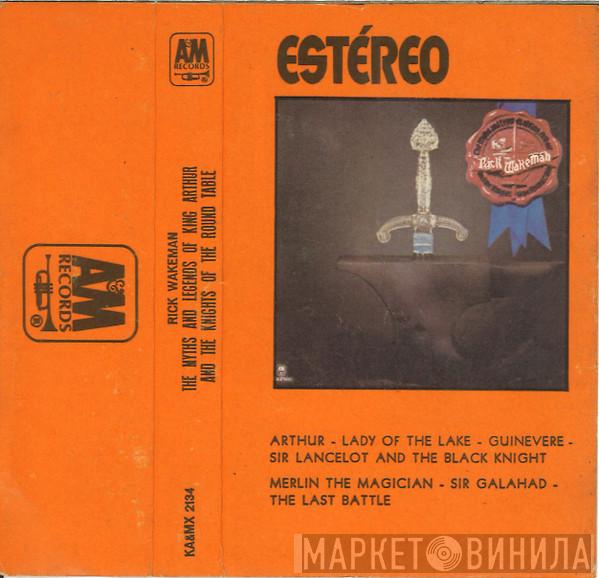 A&M
RECORDS
A&M
RECORDS
RICK WAKEMAN
THE MYTHS AND LEGENDS OF KING ARTHUR
AND THE KNIGHTS OF THE ROUND TABLE
KA&MX 2134
ESTÉREO
Rick Wakeman
ARTHUR - LADY OF THE LAKE - GUINEVERE -
SIR LANCELOT AND THE BLACK KNIGHT
MERLIN THE MAGICIAN - SIR GALAHAD -
THE LAST BATTLE
МАРКЕТ ВИНИЛА